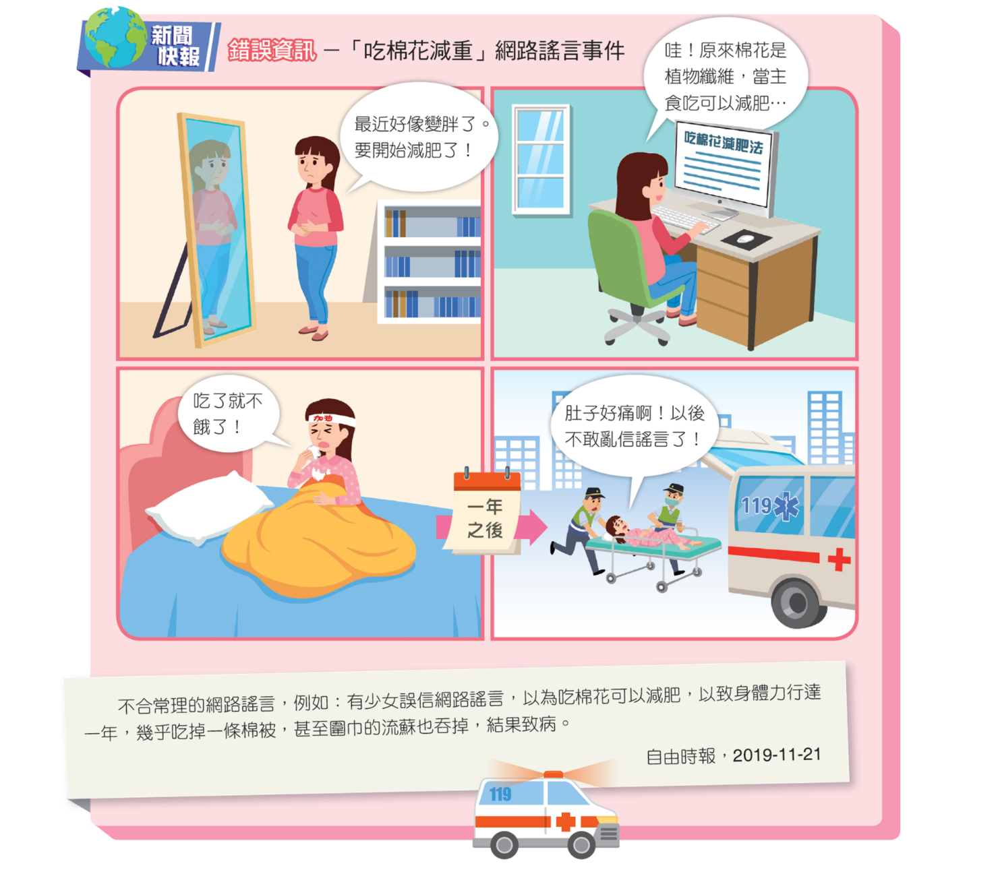 新聞
快報
錯誤資訊－「吃棉花減重」網路謠言事件
最近好像變胖了。
要開始減肥了！
哇！原來棉花是
植物纖維，當主
食吃可以減肥…
吃棉花減肥法
吃了就不
餓了！
加油
一年
之後
肚子好痛啊！以後
不敢亂信謠言了！
119
不合常理的網路謠言，例如：有少女誤信網路謠言，以為吃棉花可以減肥，以致身體力行達
一年，幾乎吃掉一條棉被，甚至圍巾的流蘇也吞掉，結果致病。
自由時報，2019-11-21
119